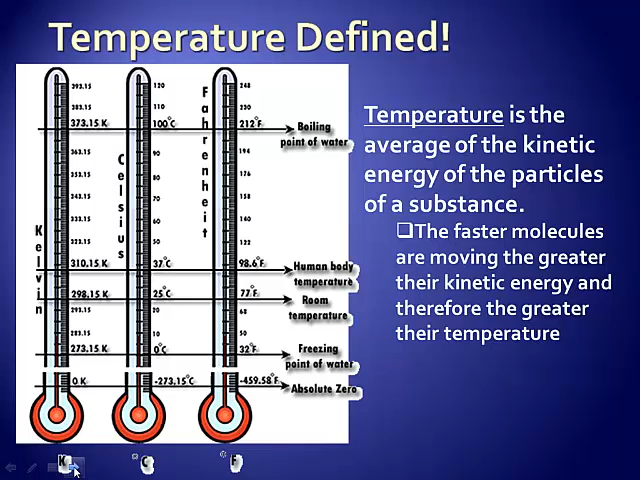 Temperature Defined!
393.15
120
248
383.15
110
230
373.15 K
100°C
212°F
Boiling
point of water
363.15
90
194
353.15
80
176
343.15
70
158
333.15
60
140
323.15
50
122
310.15 K
37°C
98.6°F
Human body
temperature
298.15 K
25°C
77°F
Room
temperature
293.15
20
68
283.15
10
50
273.15 K
0°C
32°F
Freezing
point of water
0 K
-273.15°C
-459.58°F
Absolute Zero
Kelvin
Celsius
Fahrenheit
K
°C
°F
Temperature is the
average of the kinetic
energy of the particles
of a substance.
❑The faster molecules
are moving the greater
their kinetic energy and
therefore the greater
their temperature